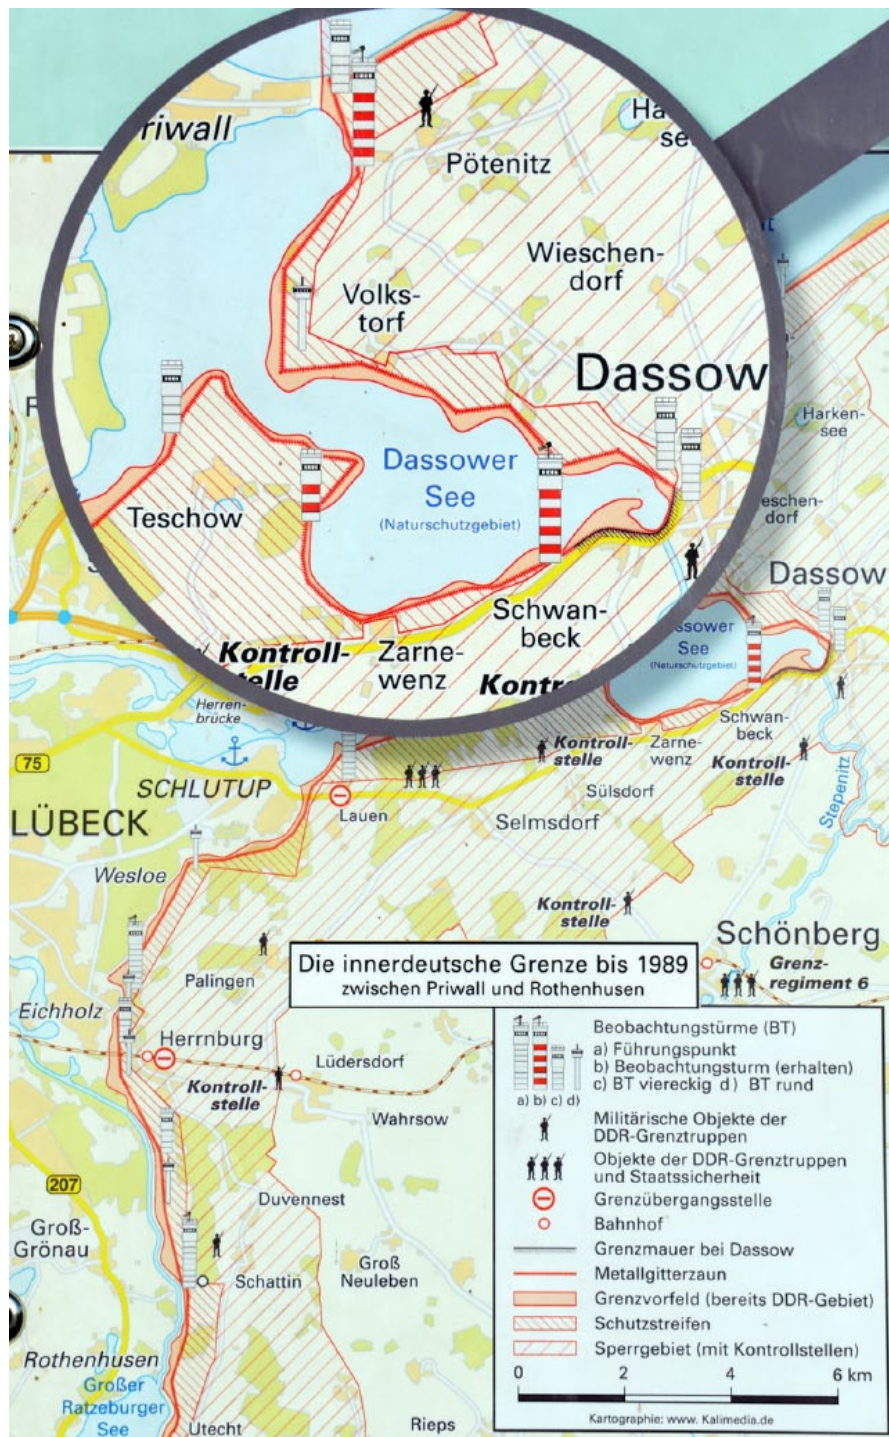 riwall
Pötenitz
Wieschen-
dorf
Volks-
torf
Dassow
Dassower
See
(Naturschutzgebiet)
Teschow
Schwan-
beck
Kontroll-
stelle
Zarne-
wenz
Harken-
see
Dassow
See
(Naturschutzgebiet)
Herren-
brücke
Schwan-
beck
Zarne-
wenz
Kontroll-
stelle
Kontroll-
stelle
75
SCHLUTUP
Sülsdorf
Stepenitz
Lauen
Selmsdorf
LÜBECK
Wesloe
Kontroll-
stelle
Schönberg
Grenz-
regiment 6
Die innerdeutsche Grenze bis 1989
zwischen Priwall und Rothenhusen
Palingen
Eichholz
Herrnburg
Lüdersdorf
Kontroll-
stelle
Wahrsow
207
Duvennest
Groß-
Grönau
Groß
Neuleben
Schattin
Rothenhusen
Großer
Ratzeburger
See
Utecht
Rieps
Beobachtungstürme (BT)
a) Führungspunkt
b) Beobachtungsturm (erhalten)
c) BT viereckig d) BT rund
a) b) c) d)
Militärische Objekte der
DDR-Grenztruppen
Objekte der DDR-Grenztruppen
und Staatssicherheit
Grenzübergangsstelle
Bahnhof
Grenzmauer bei Dassow
Metallgitterzaun
Grenzvorfeld (bereits DDR-Gebiet)
Schutzstreifen
Sperrgebiet (mit Kontrollstellen)
0 2 4 6 km
Kartographie: www. Kalimedia.de